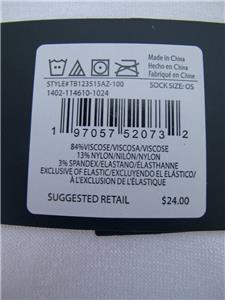 Made in China
Hecho en China
Fabriqué en China
STYLE#TB123515AZ-100
SOCK SIZE: OS
1402-114610-1024
1 97057 52073 2
84%VISCOSE/VISCOSA/VISCOSE
13% NYLON/NILÓN/NYLON
3% SPANDEX/ELASTANO/ELASTHANNE
EXCLUSIVE OF ELASTIC/EXCLUYENDO EL ELÁSTICO/
À L'EXCLUSION DE L'ÉLASTIQUE
SUGGESTED RETAIL $24.00